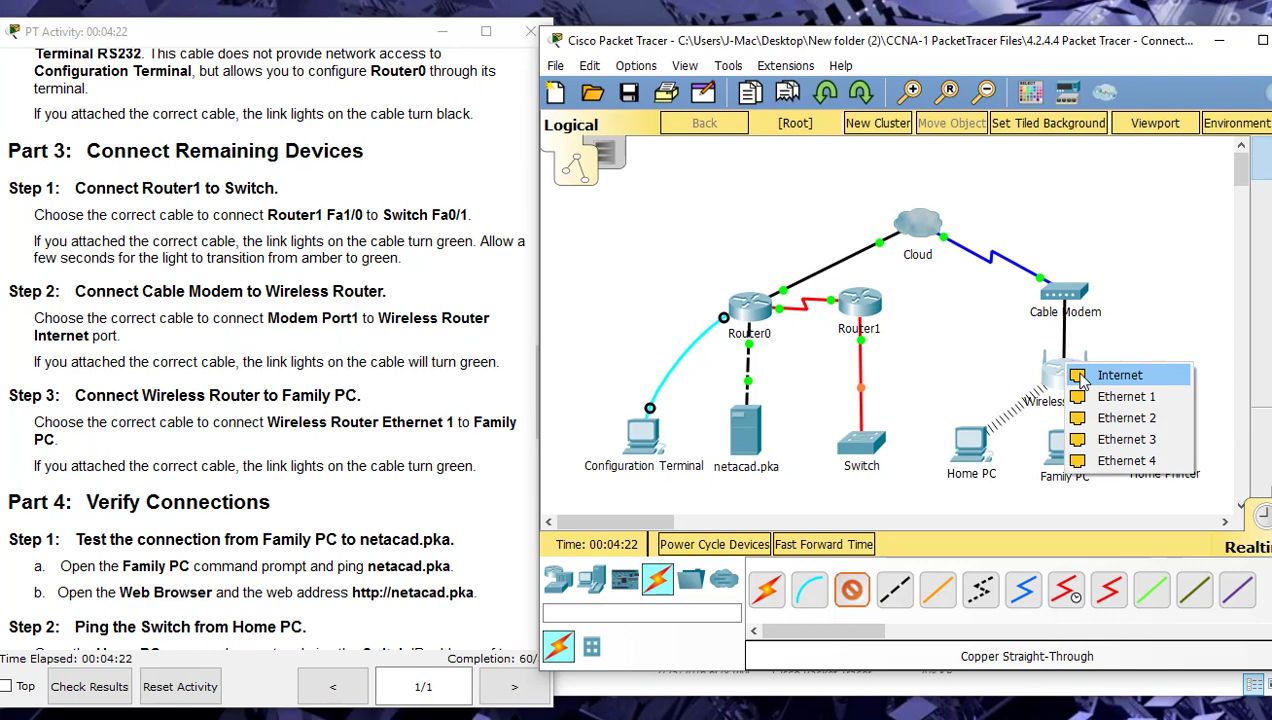 PT Activity: 00:04:22
Terminal RS232. This cable does not provide network access to
Configuration Terminal, but allows you to configure Router0 through its
terminal.
If you attached the correct cable, the link lights on the cable turn black.
Part 3: Connect Remaining Devices
Step 1: Connect Router1 to Switch.
Choose the correct cable to connect Router1 Fa1/0 to Switch Fa0/1.
If you attached the correct cable, the link lights on the cable turn green. Allow a
few seconds for the light to transition from amber to green.
Step 2: Connect Cable Modem to Wireless Router.
Choose the correct cable to connect Modem Port1 to Wireless Router
Internet port.
If you attached the correct cable, the link lights on the cable will turn green.
Step 3: Connect Wireless Router to Family PC.
Choose the correct cable to connect Wireless Router Ethernet 1 to Family
PC.
If you attached the correct cable, the link lights on the cable turn green.
Part 4: Verify Connections
Step 1: Test the connection from Family PC to netacad.pka.
a. Open the Family PC command prompt and ping netacad.pka.
b. Open the Web Browser and the web address http://netacad.pka.
Step 2: Ping the Switch from Home PC.
Time Elapsed: 00:04:22
Completion: 60/
Top
Check Results
Reset Activity
<
1/1
>
Cisco Packet Tracer - C:\Users\J-Mac\Desktop\New folder (2)\CCNA-1 PacketTracer Files\4.2.4.4 Packet Tracer - Connect...
File Edit Options View Tools Extensions Help
Logical
Back
[Root]
New Cluster
Move Object
Set Tiled Background
Viewport
Environment
Cloud
Cable Modem
Router0
Router1
Wireless
Internet
Ethernet 1
Ethernet 2
Ethernet 3
Ethernet 4
Configuration Terminal
netacad.pka
Switch
Home PC
Family PC
Home Printer
Time: 00:04:22
Power Cycle Devices
Fast Forward Time
Realti
Copper Straight-Through